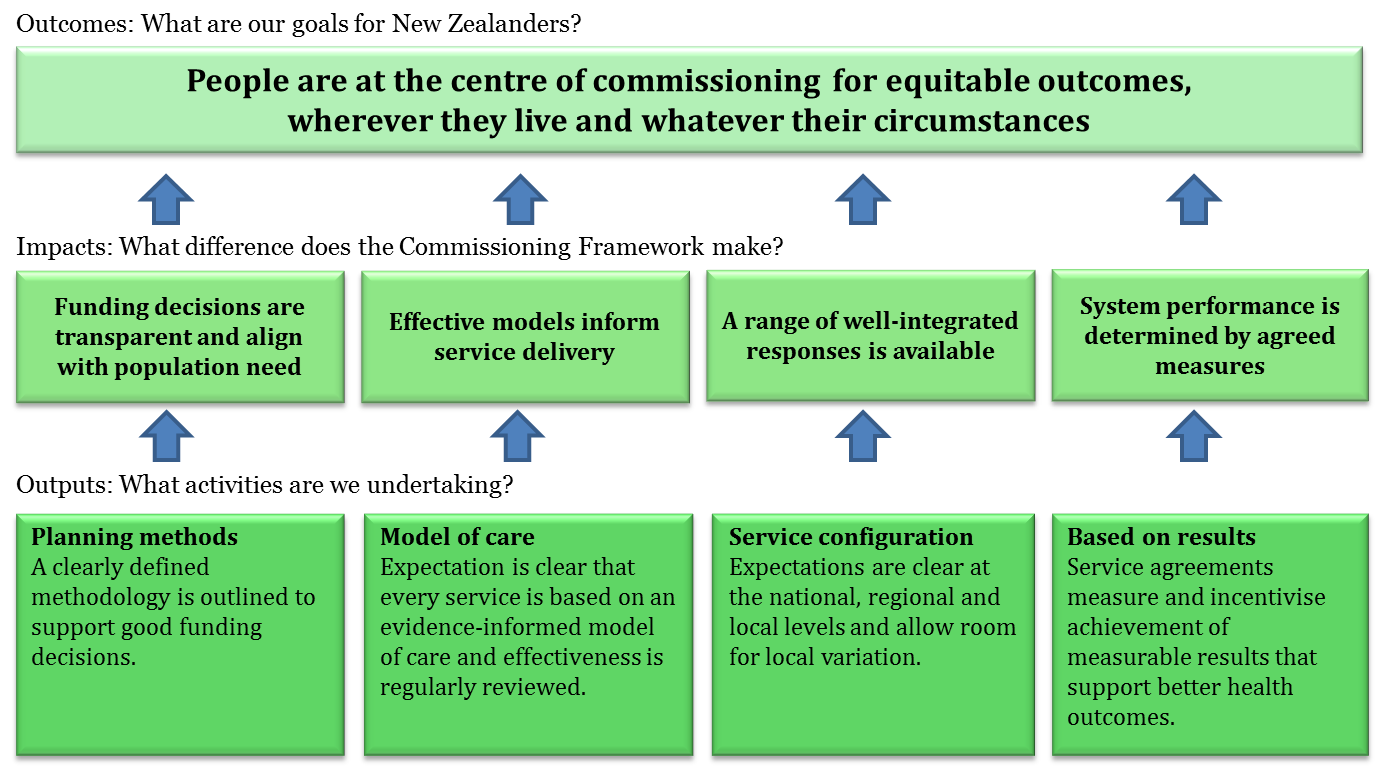 Outcomes: What are our goals for New Zealanders?
People are at the centre of commissioning for equitable outcomes,
wherever they live and whatever their circumstances
Impacts: What difference does the Commissioning Framework make?
Funding decisions are
transparent and align
with population need
Effective models inform
service delivery
A range of well-integrated
responses is available
System performance is
determined by agreed
measures
Outputs: What activities are we undertaking?
Planning methods
A clearly defined
methodology is outlined to
support good funding
decisions.
Model of care
Expectation is clear that
every service is based on an
evidence-informed model
of care and effectiveness is
regularly reviewed.
Service configuration
Expectations are clear at
the national, regional and
local levels and allow room
for local variation.
Based on results
Service agreements
measure and incentivise
achievement of
measurable results that
support better health
outcomes.